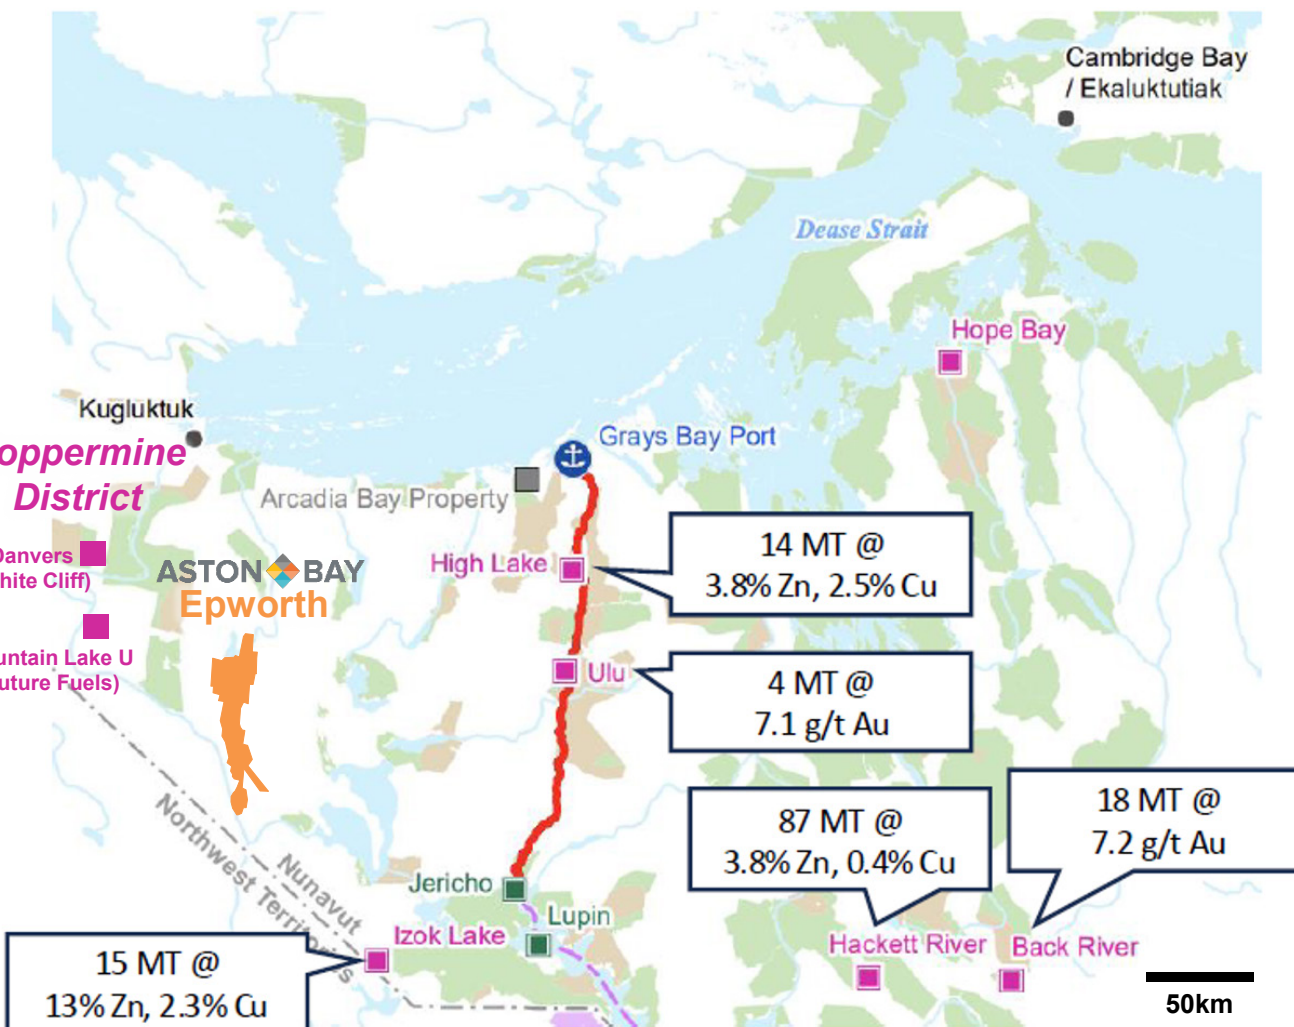 Cambridge Bay
/ Ekaluktutiak
Dease Strait
Hope Bay
Kugluktuk
Grays Bay Port
oppermine
District
Arcadia Bay Property
Danvers
hite Cliff)
ASTON BAY
Epworth
High Lake
14 MT @
3.8% Zn, 2.5% Cu
untain Lake U
uture Fuels)
Ulu
4 MT @
7.1 g/t Au
87 MT @
3.8% Zn, 0.4% Cu
18 MT @
7.2 g/t Au
Nunavut
Northwest Territories
Jericho
Lupin
Izok Lake
15 MT @
13% Zn, 2.3% Cu
Hackett River
Back River
50km